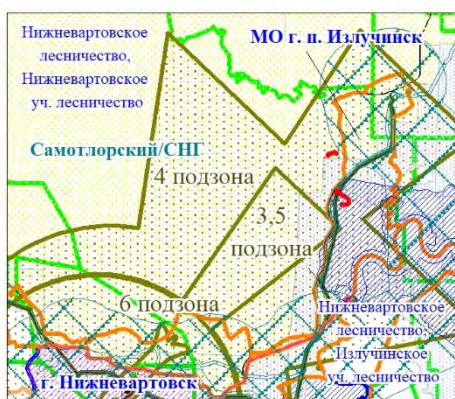 Нижневартовское
лесничество,
Нижневартовское
уч. лесничество
МО г. п. Излучинск
Самотлорский/СНГ
4 подзона
3,5
подзона
6 подзона
Нижневартовское
лесничество,
Излучинское
уч. лесничество
г. Нижневартовск